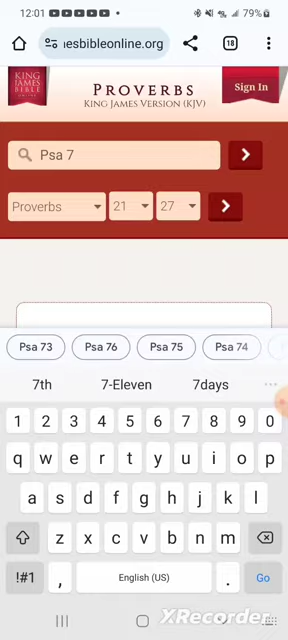 12:01
79%
nesbibleonline.org
18
KING
JAMES
BIBLE
ONLINE
PROVERBS
KING JAMES VERSION (KJV)
Sign In
Psa 7
Proverbs 21 27
Psa 73 Psa 76 Psa 75 Psa 74
7th 7-Eleven 7days
1 2 3 4 5 6 7 8 9 0
q w e r t y u i o p
a s d f g h j k l
z x c v b n m
!#1 , English (US) . Go
XRecorder